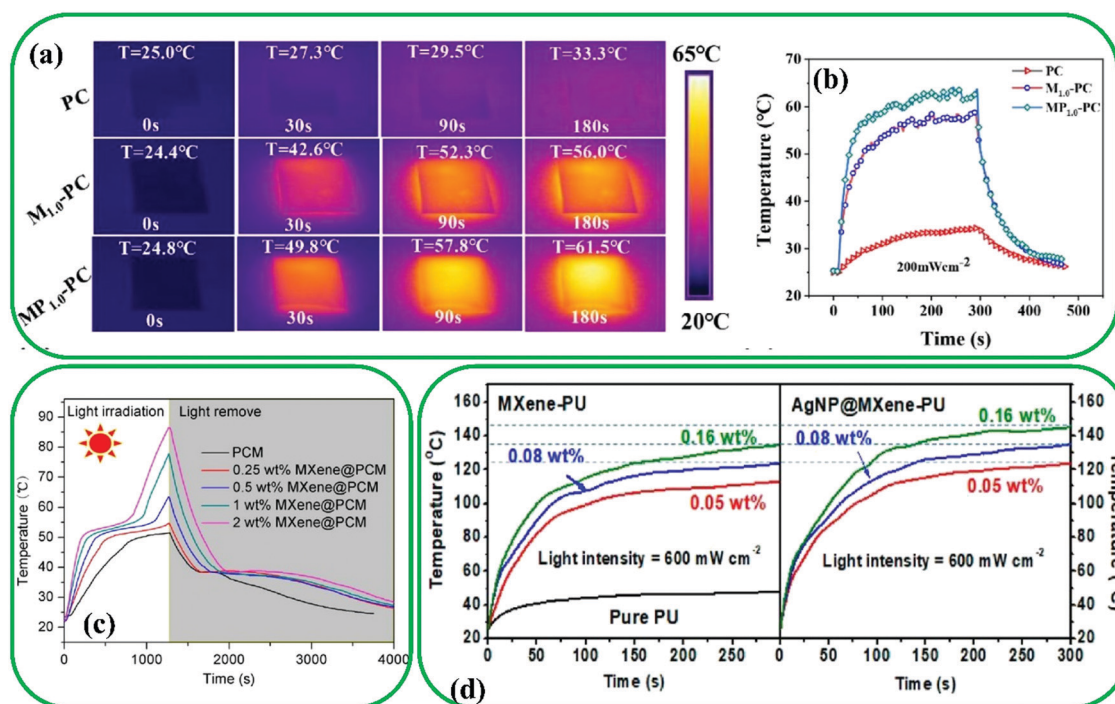 (a)
T=25.0°C T=27.3°C T=29.5°C T=33.3°C
PC
0s 30s 90s 180s
T=24.4°C T=42.6°C T=52.3°C T=56.0°C
M1.0-PC
0s 30s 90s 180s
T=24.8°C T=49.8°C T=57.8°C T=61.5°C
MP1.0-PC
0s 30s 90s 180s
65°C
20°C
(b)
Temperature (°C)
70
60
50
40
30
20
PC
M1.0-PC
MP1.0-PC
200mWcm-2
0 100 200 300 400 500
Time (s)
Light irradiation Light remove
Temperature (℃)
90
80
70
60
50
40
30
20
PCM
0.25 wt% MXene@PCM
0.5 wt% MXene@PCM
1 wt% MXene@PCM
2 wt% MXene@PCM
(c)
0 1000 2000 3000 4000
Time (s)
Temperature (°C)
160
140
120
100
80
60
40
20
MXene-PU
0.16 wt%
0.08 wt%
0.05 wt%
Light intensity = 600 mW cm-2
Pure PU
0 50 100 150 200 250
Time (s)
AgNP@MXene-PU
0.16 wt%
0.08 wt%
0.05 wt%
Light intensity = 600 mW cm-2
0 50 100 150 200 250 300
Time (s)
160
140
120
100
80
60
40
20
(d)